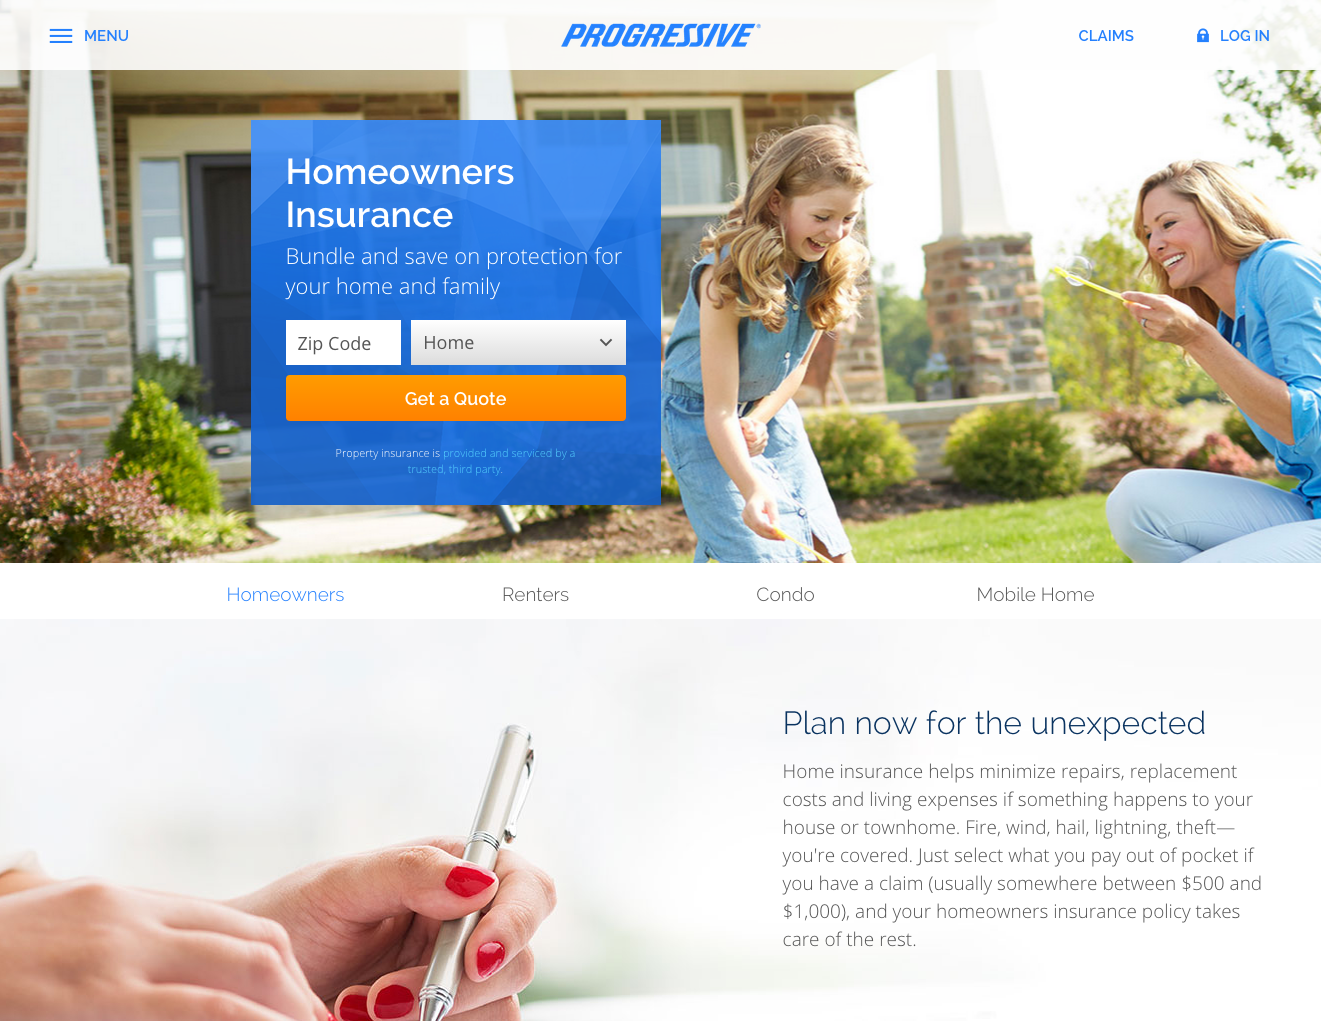 MENU
PROGRESSIVE®
CLAIMS
LOG IN
Homeowners
Insurance
Bundle and save on protection for
your home and family
Zip Code
Home
Get a Quote
Property insurance is provided and serviced by a
trusted, third party.
Homeowners
Renters
Condo
Mobile Home
Plan now for the unexpected
Home insurance helps minimize repairs, replacement
costs and living expenses if something happens to your
house or townhome. Fire, wind, hail, lightning, theft—
you're covered. Just select what you pay out of pocket if
you have a claim (usually somewhere between $500 and
$1,000), and your homeowners insurance policy takes
care of the rest.